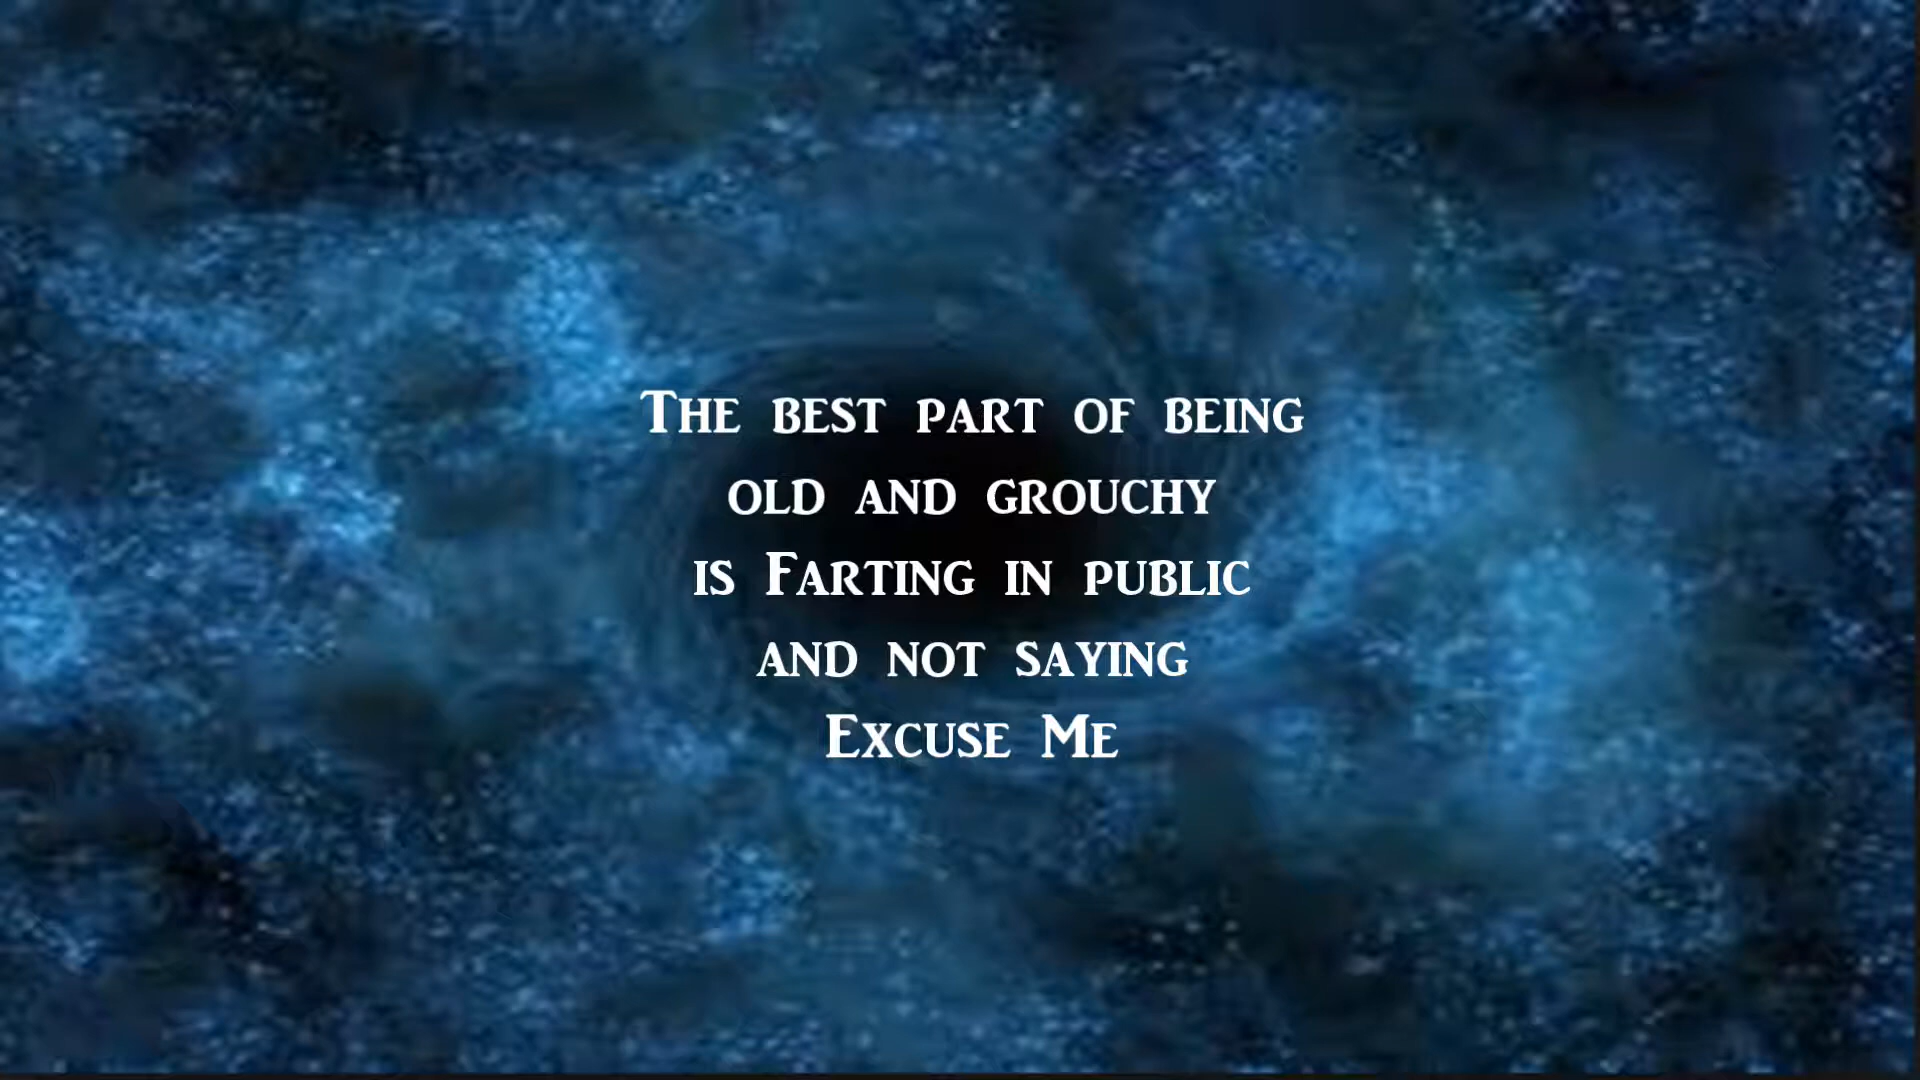 The best part of being
old and grouchy
is Farting in public
and not saying
Excuse Me